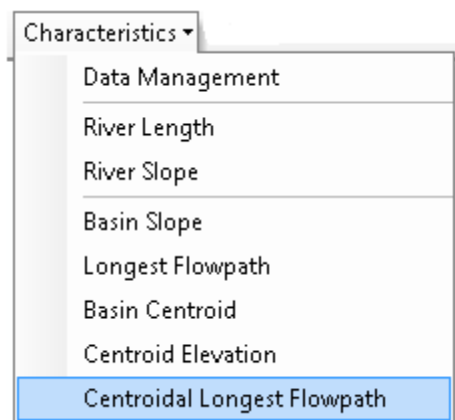 Characteristics ▾
Data Management
River Length
River Slope
Basin Slope
Longest Flowpath
Basin Centroid
Centroid Elevation
Centroidal Longest Flowpath